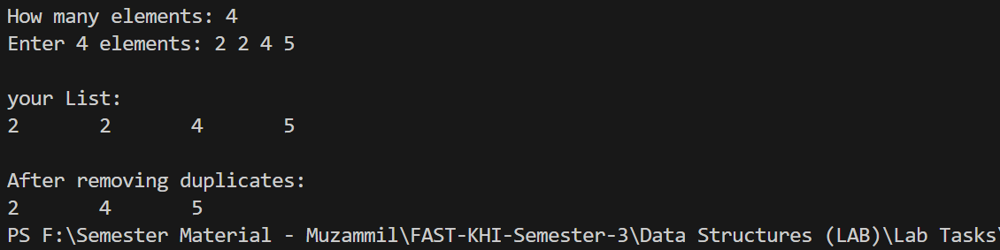 How many elements: 4
Enter 4 elements: 2 2 4 5
your List:
2 2 4 5
After removing duplicates:
2 4 5
PS F:\Semester Material - Muzammil\FAST-KHI-Semester-3\Data Structures (LAB)\Lab Tasks\